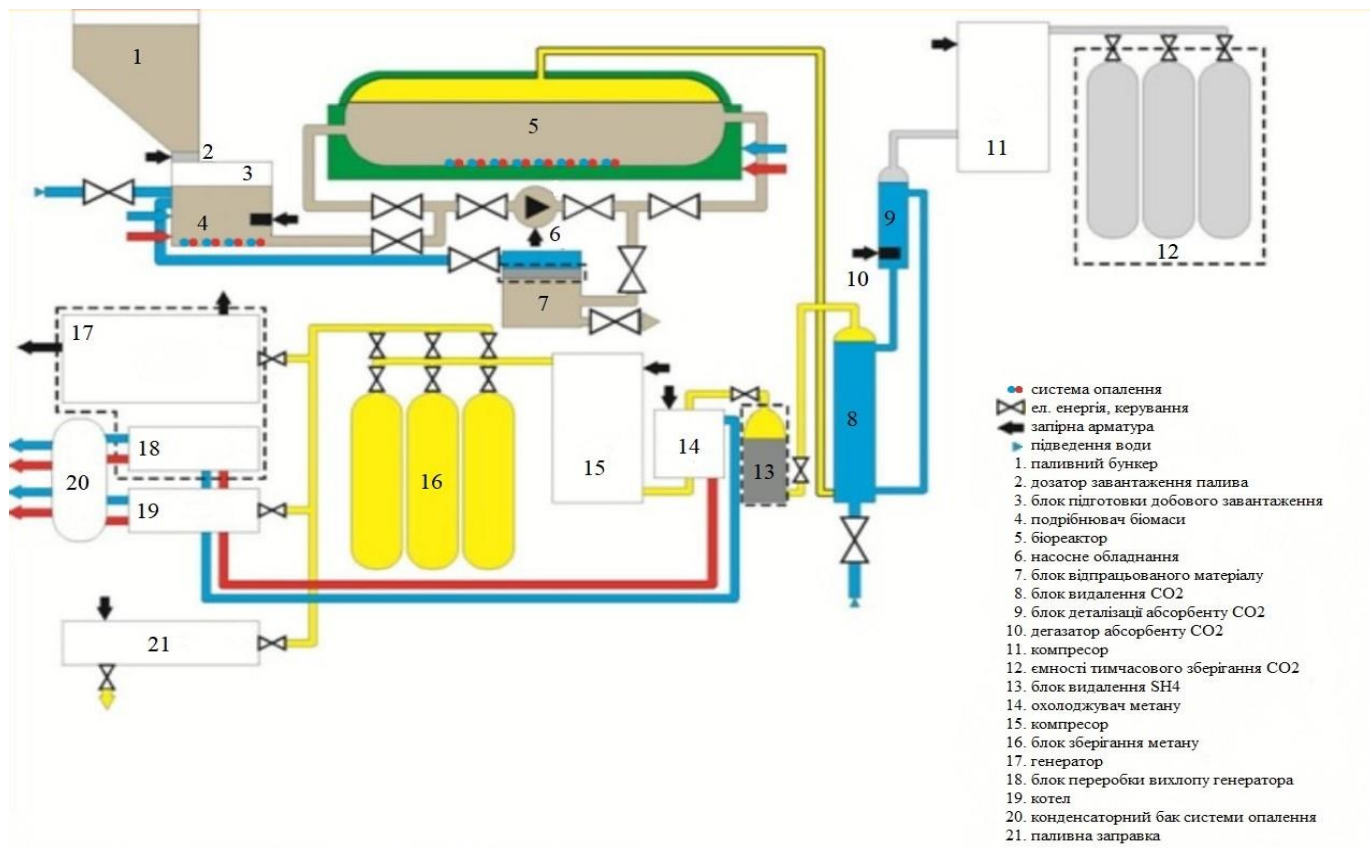 1
2
3
4
5
6
7
8
9
10
11
12
13
14
15
16
17
18
19
20
21
система опалення
ел. енергія, керування
запірна арматура
підведення води
1. паливний бункер
2. дозатор завантаження палива
3. блок підготовки добового завантаження
4. подрібнювач біомаси
5. біореактор
6. насосне обладнання
7. блок відпрацьованого матеріалу
8. блок видалення СО2
9. блок деталізації абсорбенту СО2
10. дегазатор абсорбенту СО2
11. компресор
12. ємності тимчасового зберігання СО2
13. блок видалення SH4
14. охолоджувач метану
15. компресор
16. блок зберігання метану
17. генератор
18. блок переробки вихлопу генератора
19. котел
20. конденсаторний бак системи опалення
21. паливна заправка